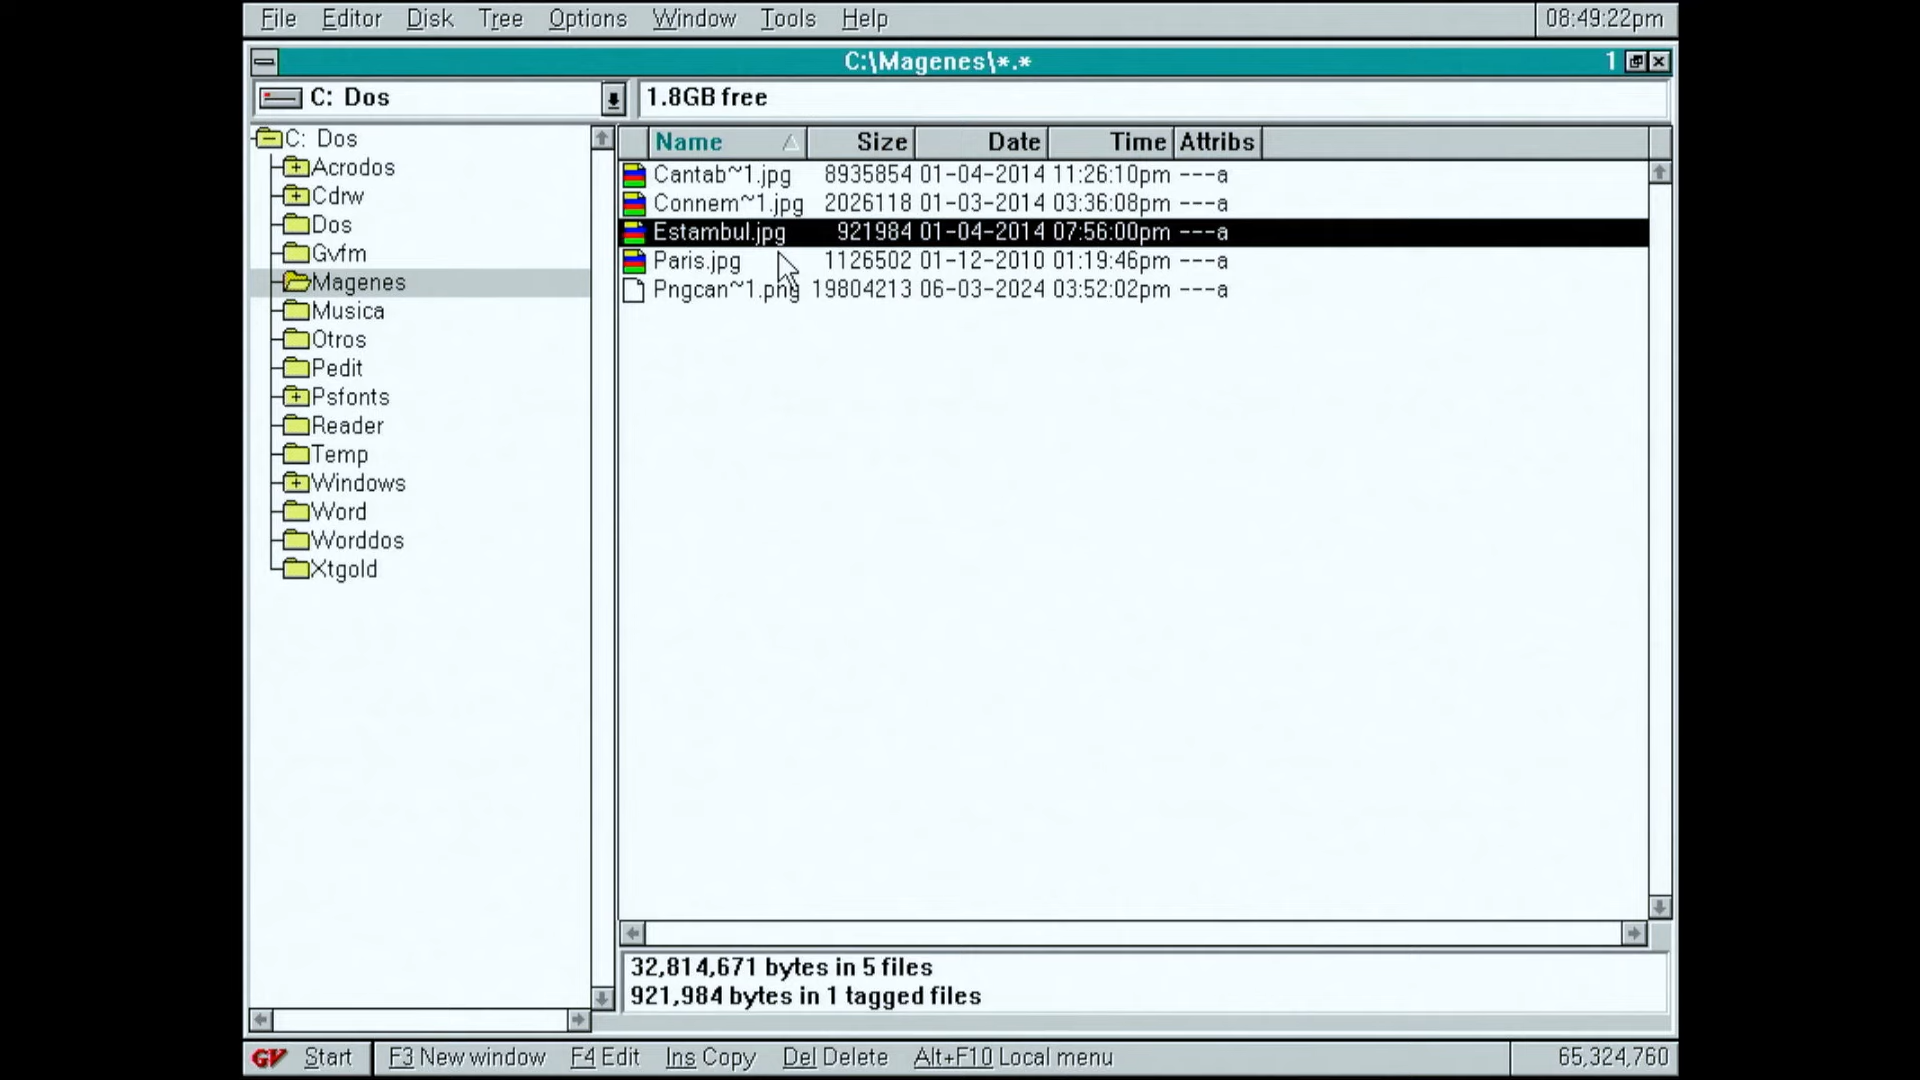 File Editor Disk Tree Options Window Tools Help 08:49:22pm
C:\Magenes\*.* 1
C: Dos 1.8GB free
C: Dos
Acrodos
Cdrw
Dos
Gvfm
Magenes
Musica
Otros
Pedit
Psfonts
Reader
Temp
Windows
Word
Worddos
Xtgold
Name Size Date Time Attribs
Cantab~1.jpg 8935854 01-04-2014 11:26:10pm ---a
Connem~1.jpg 2026118 01-03-2014 03:36:08pm ---a
Estambul.jpg 921984 01-04-2014 07:56:00pm ---a
Paris.jpg 1126502 01-12-2010 01:19:46pm ---a
Pngcan~1.png 19804213 06-03-2024 03:52:02pm ---a
32,814,671 bytes in 5 files
921,984 bytes in 1 tagged files
GV Start F3 New window F4 Edit Ins Copy Del Delete Alt+F10 Local menu 65,324,760